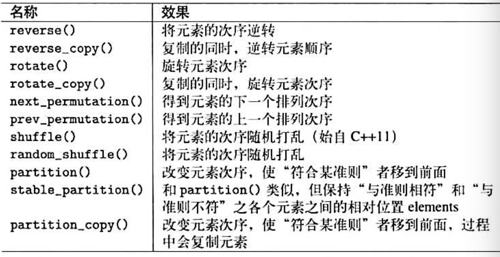 名称 效果
reverse() 将元素的次序逆转
reverse_copy() 复制的同时，逆转元素顺序
rotate() 旋转元素次序
rotate_copy() 复制的同时，旋转元素次序
next_permutation() 得到元素的下一个排列次序
prev_permutation() 得到元素的上一个排列次序
shuffle() 将元素的次序随机打乱（始自 C++11）
random_shuffle() 将元素的次序随机打乱
partition() 改变元素次序，使“符合某准则”者移到前面
stable_partition() 和 partition() 类似，但保持“与准则相符”和“与
准则不符”之各个元素之间的相对位置 elements
partition_copy() 改变元素次序，使“符合某准则”者移到前面，过程
中会复制元素